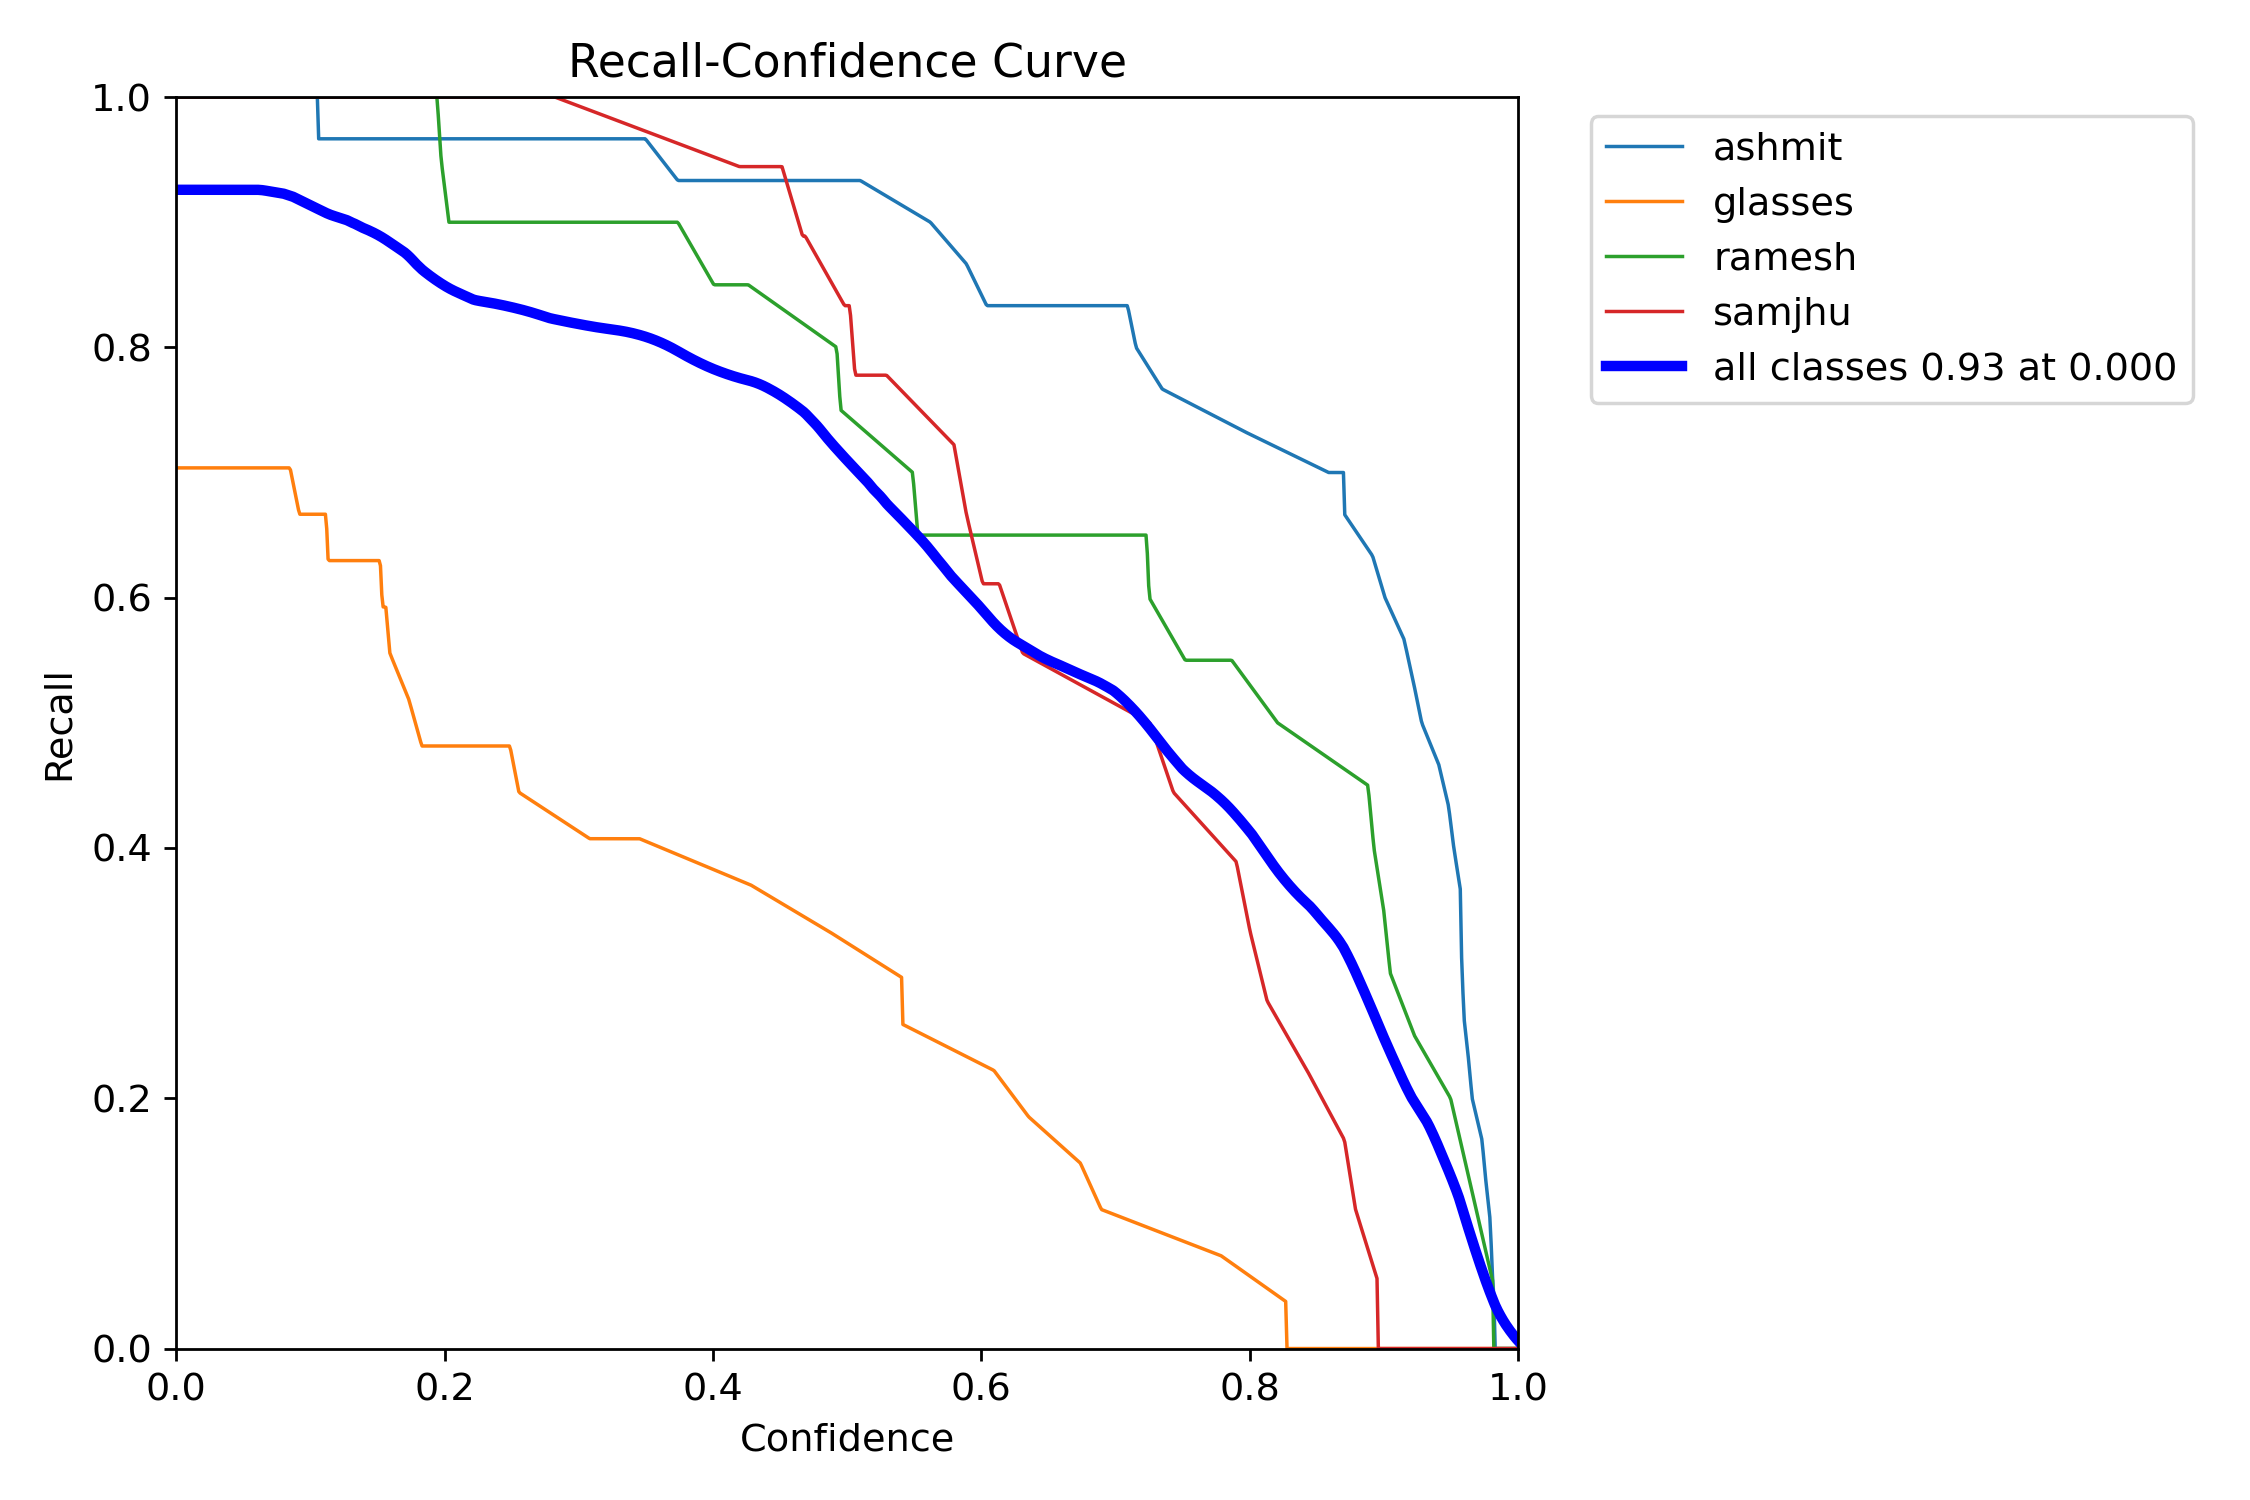 Recall-Confidence Curve
1.0
0.8
0.6
0.4
0.2
0.0
Recall
0.0 0.2 0.4 0.6 0.8 1.0
Confidence
ashmit
glasses
ramesh
samjhu
all classes 0.93 at 0.000